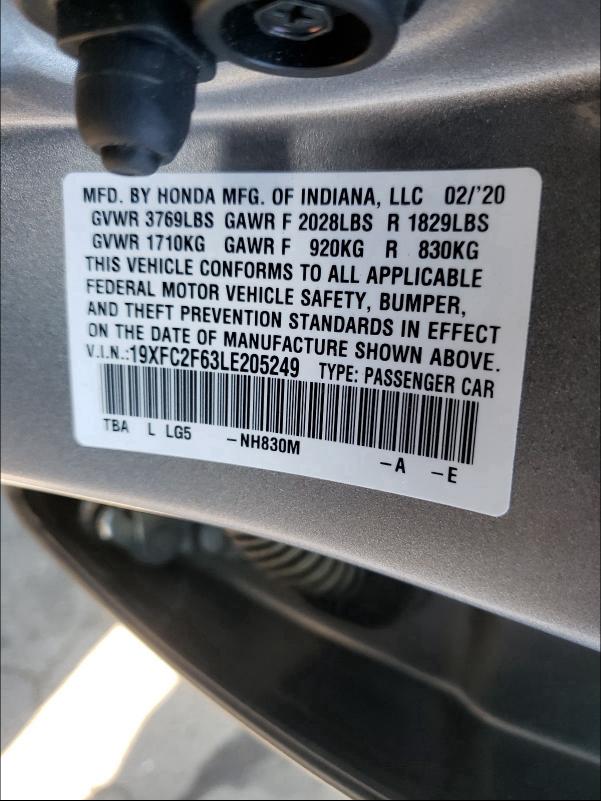 MFD. BY HONDA MFG. OF INDIANA, LLC 02/'20
GVWR 3769LBS GAWR F 2028LBS R 1829LBS
GVWR 1710KG GAWR F 920KG R 830KG
THIS VEHICLE CONFORMS TO ALL APPLICABLE
FEDERAL MOTOR VEHICLE SAFETY, BUMPER,
AND THEFT PREVENTION STANDARDS IN EFFECT
ON THE DATE OF MANUFACTURE SHOWN ABOVE.
V.I.N.:19XFC2F63LE205249 TYPE: PASSENGER CAR
TBA L LG5 -NH830M -A -E